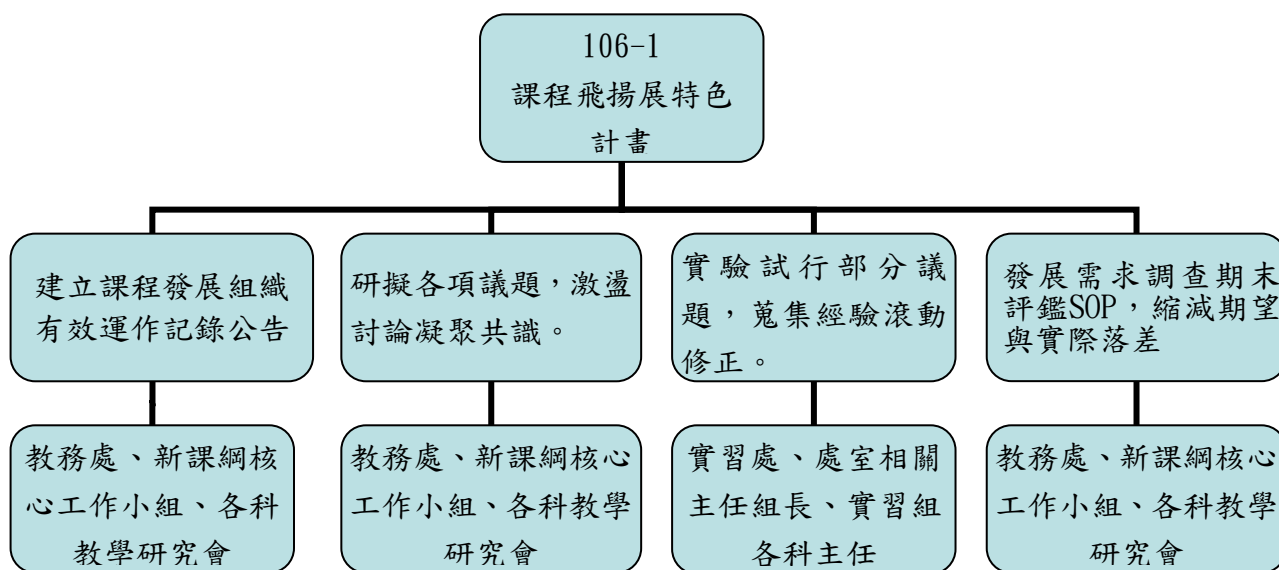 106-1
課程飛揚展特色
計畫
建立課程發展組織
有效運作記錄公告
研擬各項議題，激盪
討論凝聚共識。
實驗試行部分議
題，蒐集經驗滾動
修正。
發展需求調查期末
評鑑SOP，縮減期望
與實際落差
教務處、新課綱核
心工作小組、各科
教學研究會
教務處、新課綱核心
工作小組、各科教學
研究會
實習處、處室相關
主任組長、實習組
各科主任
教務處、新課綱核心
工作小組、各科教學
研究會